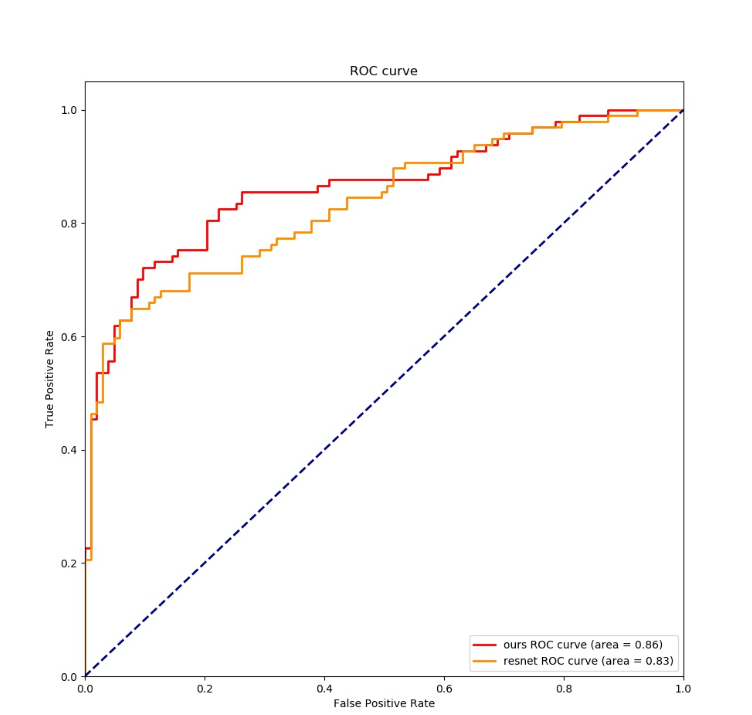 ROC curve
1.0
0.8
0.6
0.4
0.2
0.0
True Positive Rate
0.0 0.2 0.4 0.6 0.8 1.0
False Positive Rate
ours ROC curve (area = 0.86)
resnet ROC curve (area = 0.83)